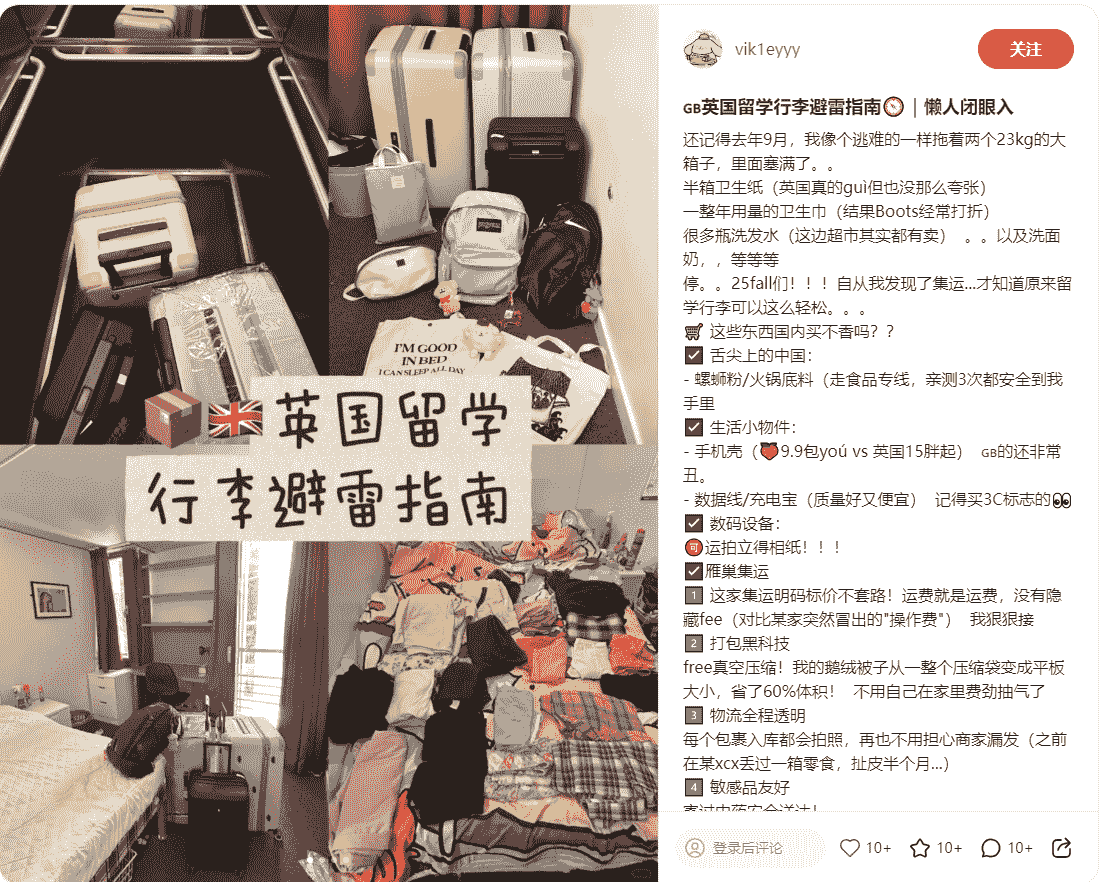 I'M GOOD
IN BED
I CAN SLEEP ALL DAY
英国留学
行李避雷指南
vik1eyyy
关注
GB英国留学行李避雷指南🧭｜懒人闭眼入
还记得去年9月，我像个逃难的一样拖着两个23kg的大
箱子，里面塞满了。。
半箱卫生纸（英国真的guì但也没那么夸张）
一整年用量的卫生巾（结果Boots经常打折）
很多瓶洗发水（这边超市其实都有卖） 。。以及洗面
奶，，等等等
停。。25fall们！！！自从我发现了集运...才知道原来留
学行李可以这么轻松。。。
🛒 这些东西国内买不香吗？？
☑ 舌尖上的中国：
- 螺蛳粉/火锅底料（走食品专线，亲测3次都安全到我
手里
☑ 生活小物件：
- 手机壳（🍑9.9包yoú vs 英国15胖起） GB的还非常
丑。
- 数据线/充电宝（质量好又便宜） 记得买3C标志的👀
☑ 数码设备：
🉑运拍立得相纸！！！
☑雁巢集运
1 这家集运明码标价不套路！运费就是运费，没有隐
藏fee（对比某家突然冒出的"操作费"） 我狠狠接
2 打包黑科技
free真空压缩！我的鹅绒被子从一整个压缩袋变成平板
大小，省了60%体积！ 不用自己在家里费劲抽气了
3 物流全程透明
每个包裹入库都会拍照，再也不用担心商家漏发（之前
在某xcx丢过一箱零食，扯皮半个月...）
4 敏感品友好
登录后评论
10+
10+
10+